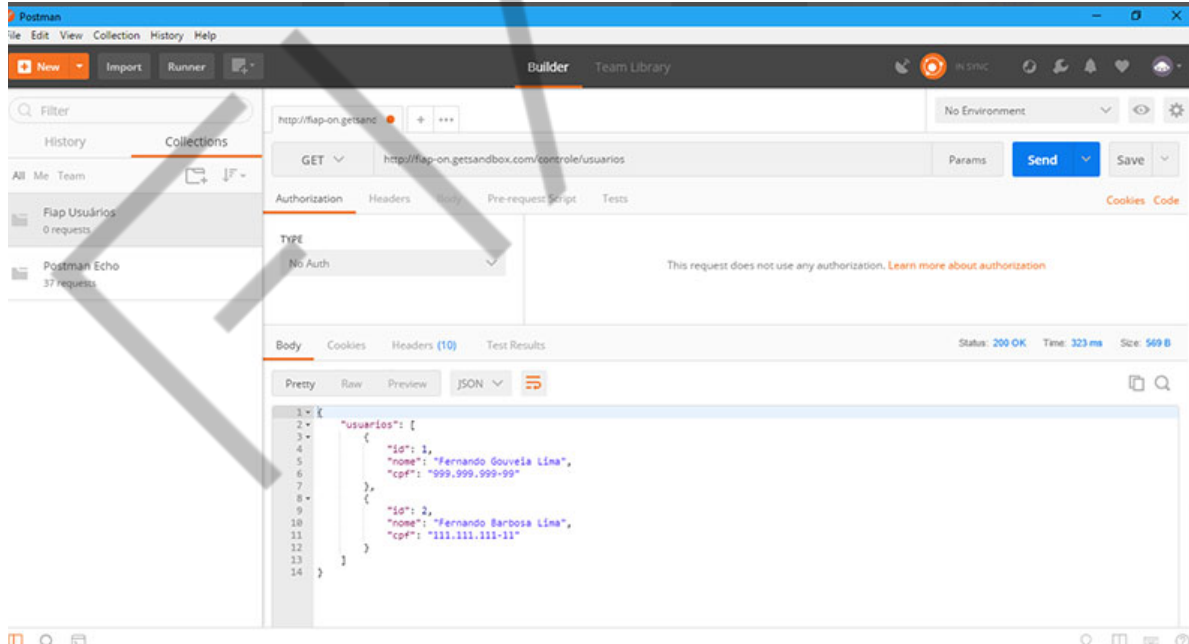 Postman
File Edit View Collection History Help
New Import Runner Builder Team Library IN SYNC
Filter
History Collections
All Me Team
Fiap Usuários
0 requests
Postman Echo
37 requests
http://fiap-on.getsanc + ••• No Environment
GET http://fiap-on.getsandbox.com/controle/usuarios Params Send Save
Authorization Headers Body Pre-request Script Tests Cookies Code
TYPE
No Auth
This request does not use any authorization. Learn more about authorization
Body Cookies Headers (10) Test Results Status: 200 OK Time: 323 ms Size: 569 B
Pretty Raw Preview JSON
1 {
2 "usuarios": [
3 {
4 "id": 1,
5 "nome": "Fernando Gouveia Lima",
6 "cpf": "999.999.999-99"
7 },
8 {
9 "id": 2,
10 "nome": "Fernando Barbosa Lima",
11 "cpf": "111.111.111-11"
12 }
13 ]
14 }